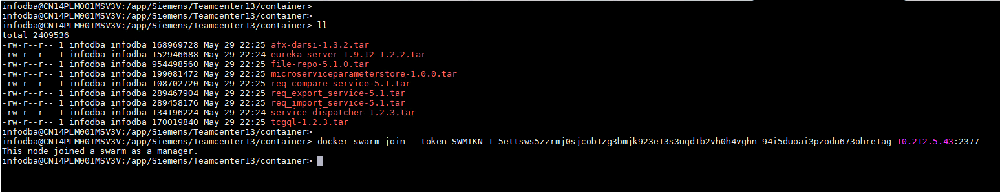 infodba@CN14PLM001MSV3V:/app/Siemens/Teamcenter13/container>
infodba@CN14PLM001MSV3V:/app/Siemens/Teamcenter13/container>
infodba@CN14PLM001MSV3V:/app/Siemens/Teamcenter13/container> ll
total 2409536
-rw-r--r-- 1 infodba infodba 168969728 May 29 22:25 afx-darsi-1.3.2.tar
-rw-r--r-- 1 infodba infodba 152946688 May 29 22:24 eureka_server-1.9.12_1.2.2.tar
-rw-r--r-- 1 infodba infodba 954498560 May 29 22:25 file-repo-5.1.0.tar
-rw-r--r-- 1 infodba infodba 199081472 May 29 22:25 microserviceparameterstore-1.0.0.tar
-rw-r--r-- 1 infodba infodba 108702720 May 29 22:25 req_compare_service-5.1.tar
-rw-r--r-- 1 infodba infodba 289467904 May 29 22:25 req_export_service-5.1.tar
-rw-r--r-- 1 infodba infodba 289458176 May 29 22:25 req_import_service-5.1.tar
-rw-r--r-- 1 infodba infodba 134196224 May 29 22:24 service_dispatcher-1.2.3.tar
-rw-r--r-- 1 infodba infodba 170019840 May 29 22:25 tcgql-1.2.3.tar
infodba@CN14PLM001MSV3V:/app/Siemens/Teamcenter13/container>
infodba@CN14PLM001MSV3V:/app/Siemens/Teamcenter13/container> docker swarm join --token SWMTKN-1-5ettsws5zzrmj0sjcob1zg3bmjk923e13s3uqd1b2vh0h4vghn-94i5duoai3pzodu673ohre1ag 10.212.5.43:2377
This node joined a swarm as a manager.
infodba@CN14PLM001MSV3V:/app/Siemens/Teamcenter13/container>